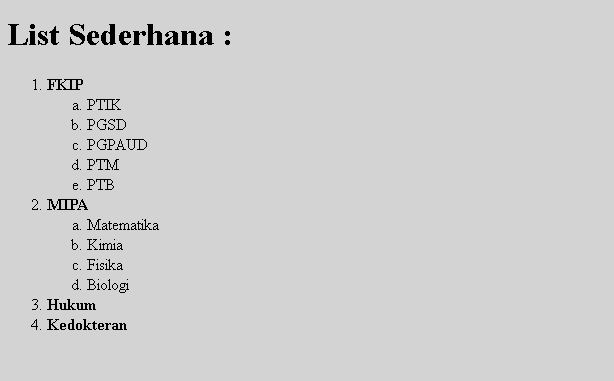 List Sederhana :
1. FKIP
a. PTIK
b. PGSD
c. PGPAUD
d. PTM
e. PTB
2. MIPA
a. Matematika
b. Kimia
c. Fisika
d. Biologi
3. Hukum
4. Kedokteran